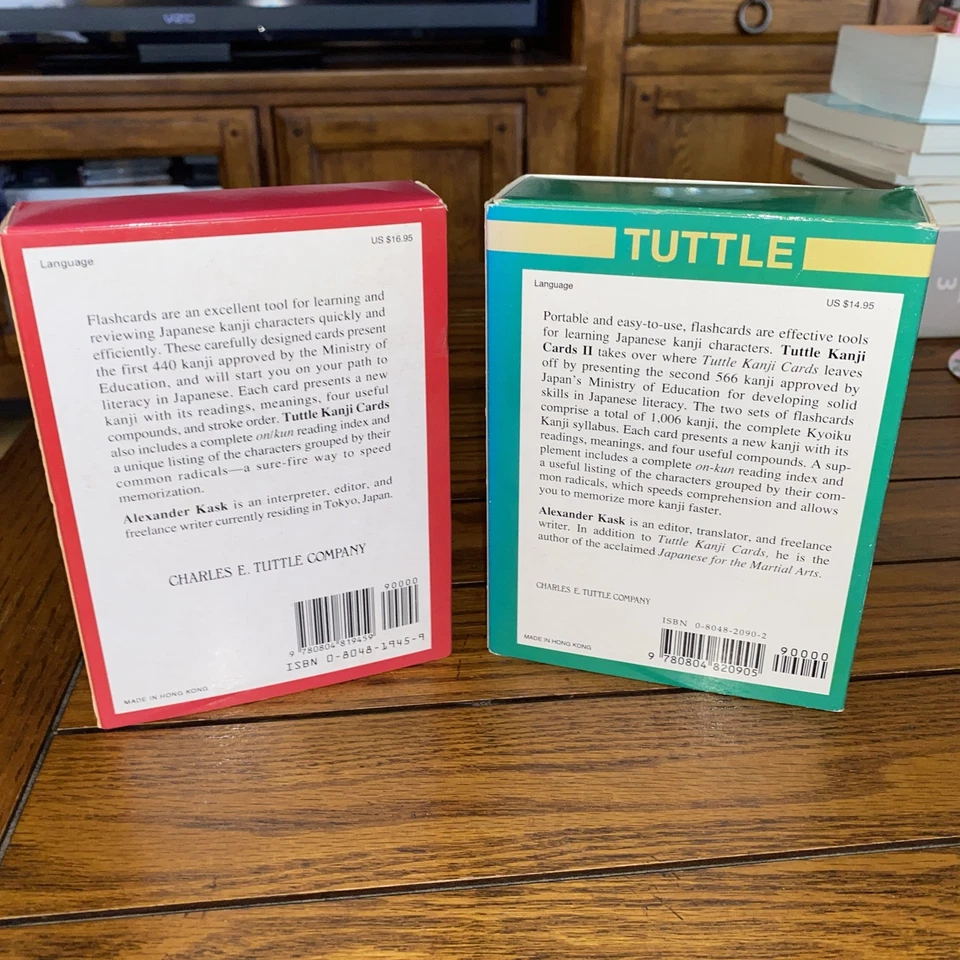 VIZIO
Language
US $16.95
Flashcards are an excellent tool for learning and
reviewing Japanese kanji characters quickly and
efficiently. These carefully designed cards present
the first 440 kanji approved by the Ministry of
Education, and will start you on your path to
literacy in Japanese. Each card presents a new
kanji with its readings, meanings, four useful
compounds, and stroke order. Tuttle Kanji Cards
also includes a complete on/kun reading index and
a unique listing of the characters grouped by their
common radicals—a sure-fire way to speed
memorization.
Alexander Kask is an interpreter, editor, and
freelance writer currently residing in Tokyo, Japan.
CHARLES E. TUTTLE COMPANY
90000
9 780804 819459
ISBN 0-8048-1945-9
MADE IN HONG KONG
TUTTLE
Language
US $14.95
Portable and easy-to-use, flashcards are effective tools
for learning Japanese kanji characters. Tuttle Kanji
Cards II takes over where Tuttle Kanji Cards leaves
off by presenting the second 566 kanji approved by
Japan's Ministry of Education for developing solid
skills in Japanese literacy. The two sets of flashcards
comprise a total of 1,006 kanji, the complete Kyoiku
Kanji syllabus. Each card presents a new kanji with its
readings, meanings, and four useful compounds. A sup-
plement includes a complete on-kun reading index and
a useful listing of the characters grouped by their com-
mon radicals, which speeds comprehension and allows
you to memorize more kanji faster.
Alexander Kask is an editor, translator, and freelance
writer. In addition to Tuttle Kanji Cards, he is the
author of the acclaimed Japanese for the Martial Arts.
CHARLES E. TUTTLE COMPANY
ISBN 0-8048-2090-2
90000
9 780804 820905
MADE IN HONG KONG